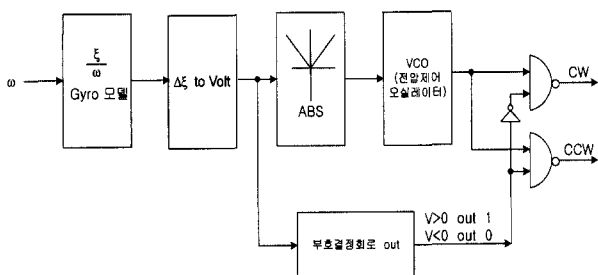 ω
ξ
ω
Gyro 모델
Δξ to Volt
ABS
VCO
(전압제어
오실레이터)
CW
CCW
부호결정회로 out
V>0 out 1
V<0 out 0